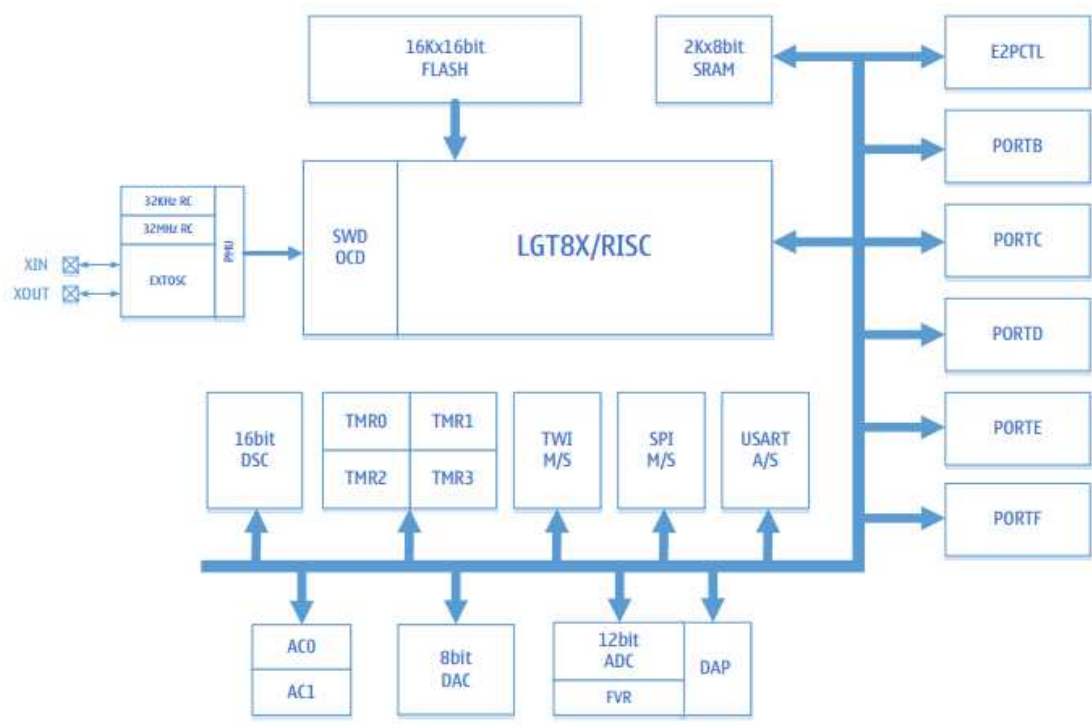 16Kx16bit
FLASH
2Kx8bit
SRAM
E2PCTL
PORTB
32KHz RC
32MHz RC
EXTOSC
PMU
XIN
XOUT
SWD
OCD
LGT8X/RISC
PORTC
PORTD
16bit
DSC
TMR0
TMR1
TMR2
TMR3
TWI
M/S
SPI
M/S
USART
A/S
PORTE
PORTF
AC0
AC1
8bit
DAC
12bit
ADC
FVR
DAP